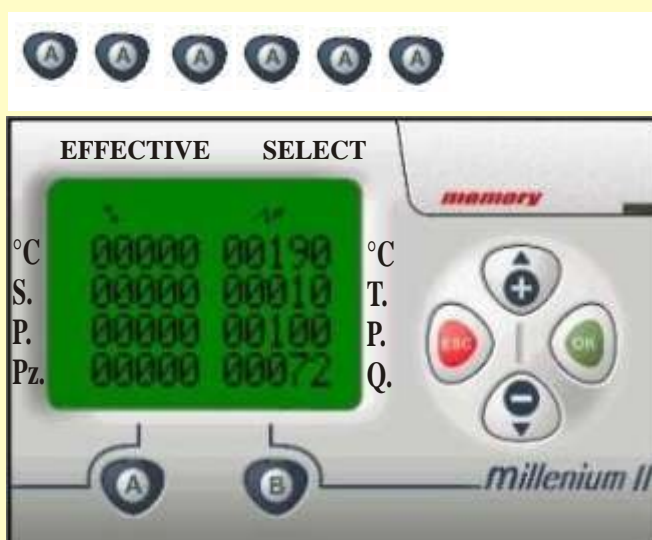 A A A A A A
EFFECTIVE SELECT
memory
°C 00000 00190 °C
S. 00000 00010 T.
P. 00000 00100 P.
Pz. 00000 00072 Q.
ESC OK
A B
millenium II